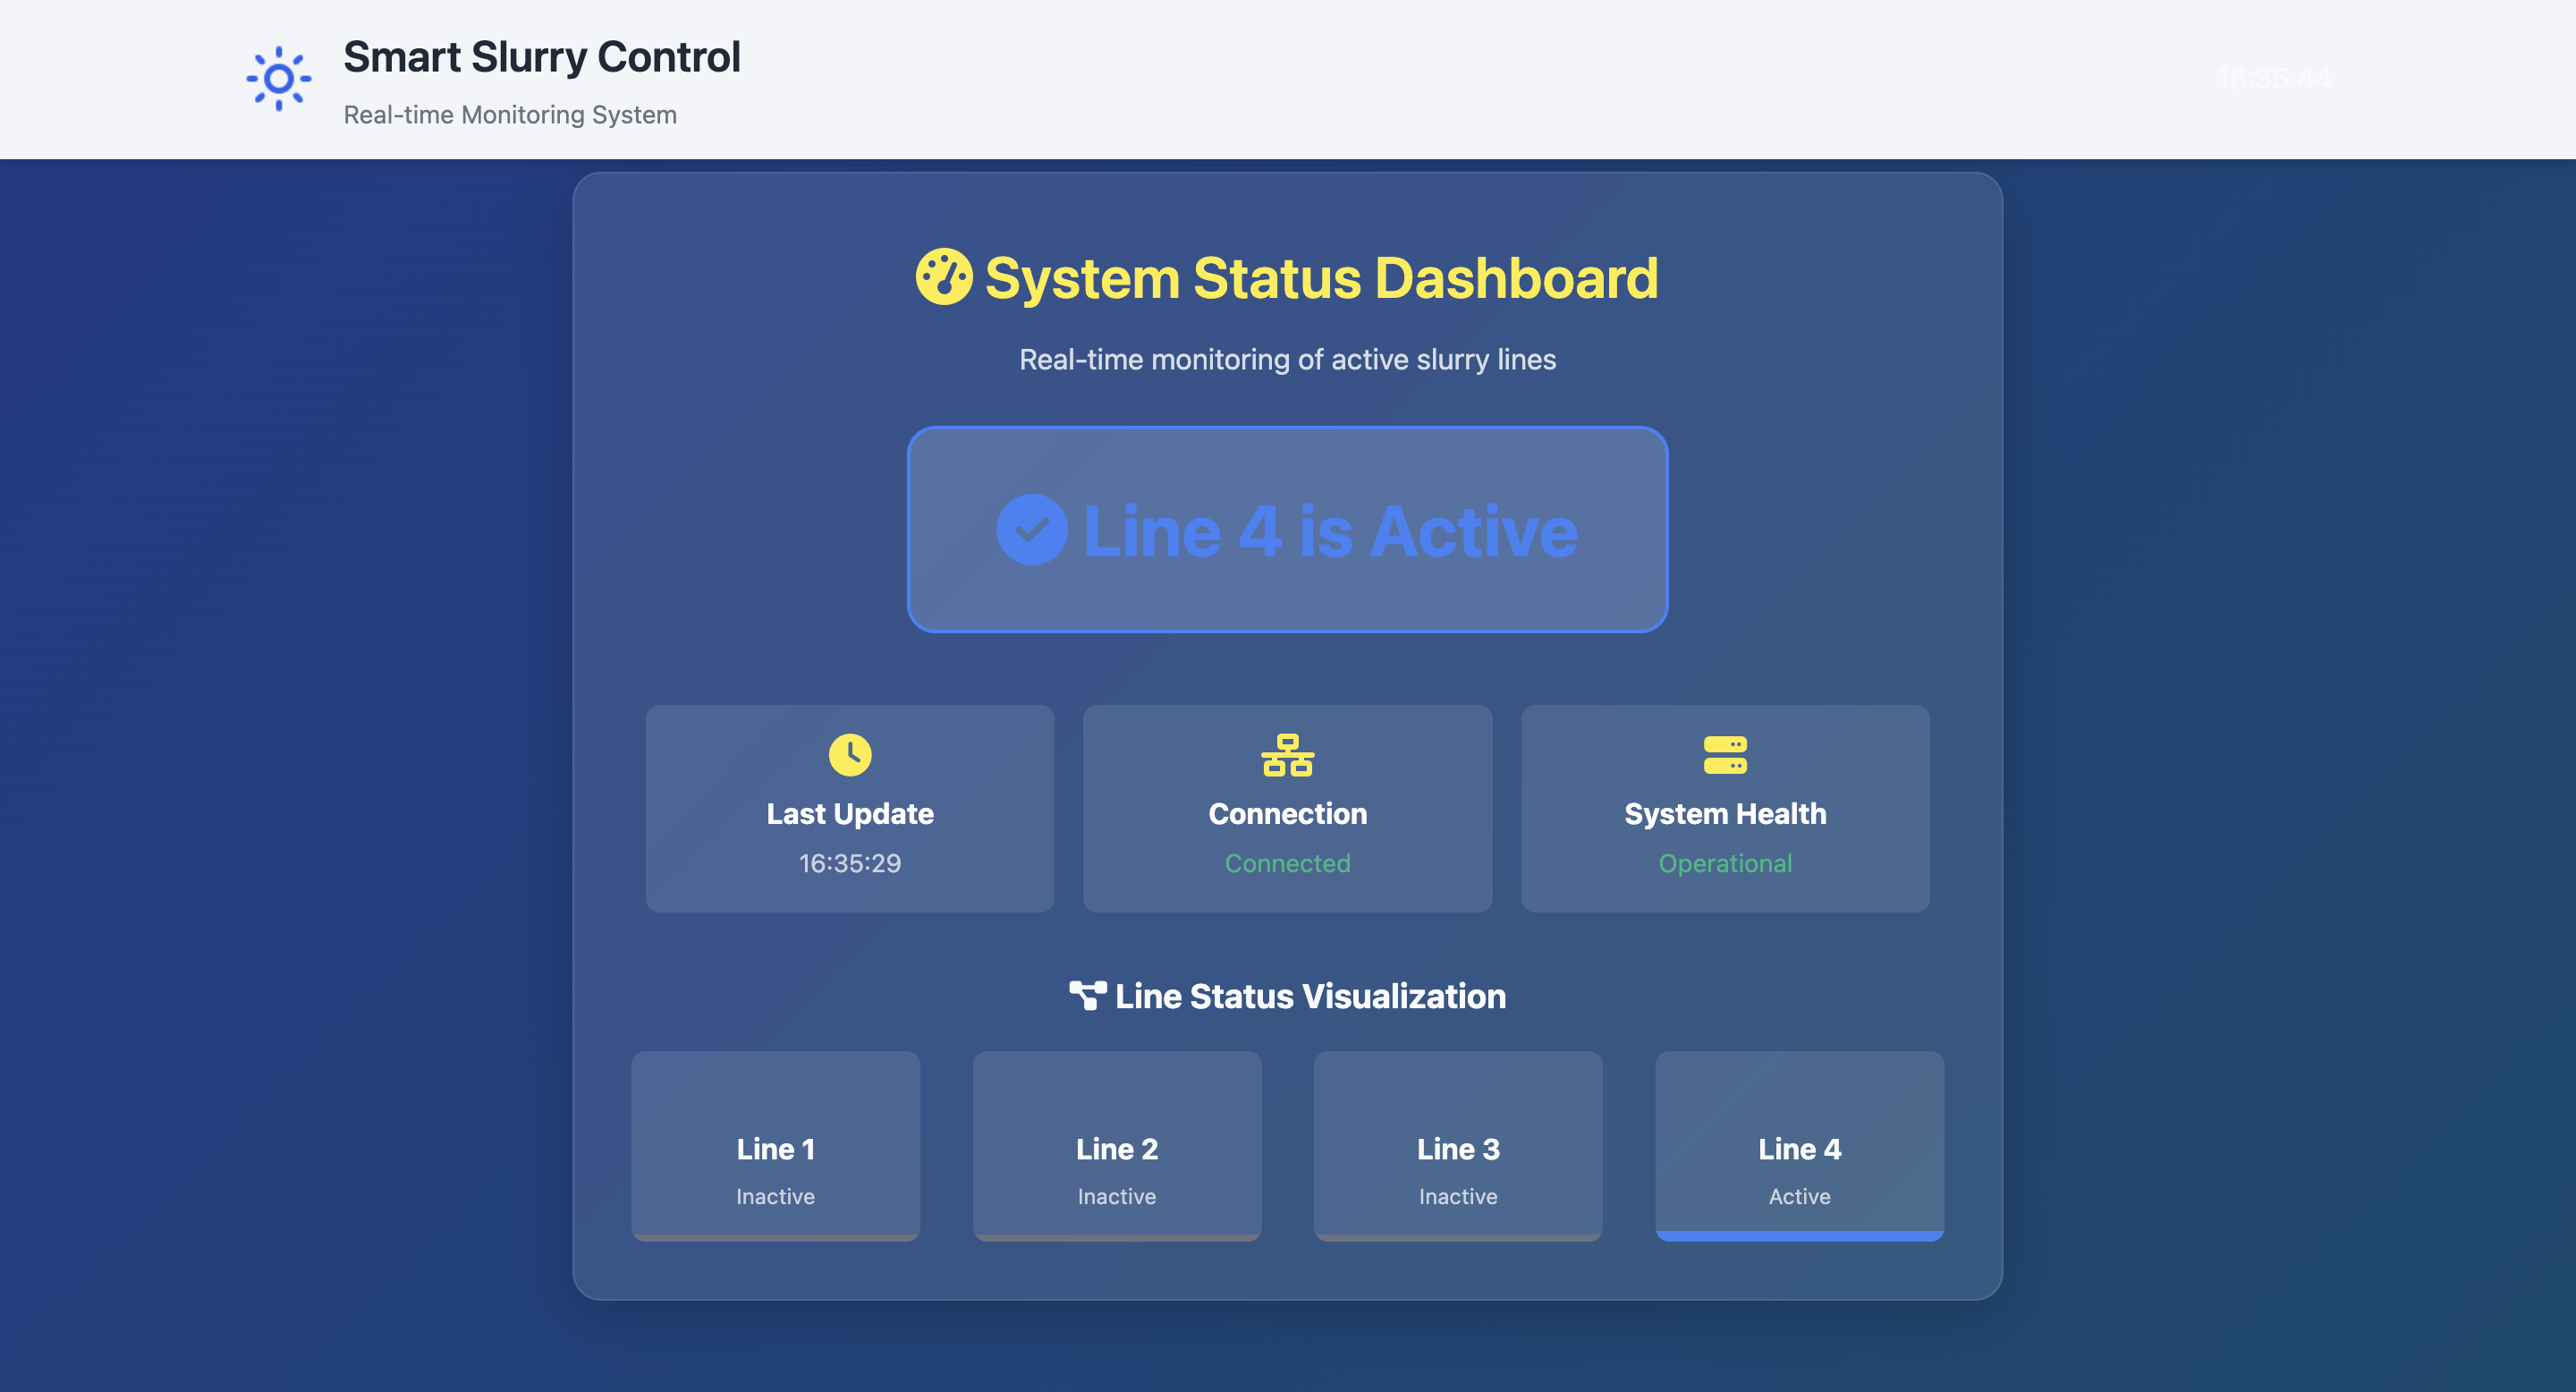 Smart Slurry Control
Real-time Monitoring System
16:35:44
System Status Dashboard
Real-time monitoring of active slurry lines
Line 4 is Active
Last Update
16:35:29
Connection
Connected
System Health
Operational
Line Status Visualization
Line 1
Inactive
Line 2
Inactive
Line 3
Inactive
Line 4
Active